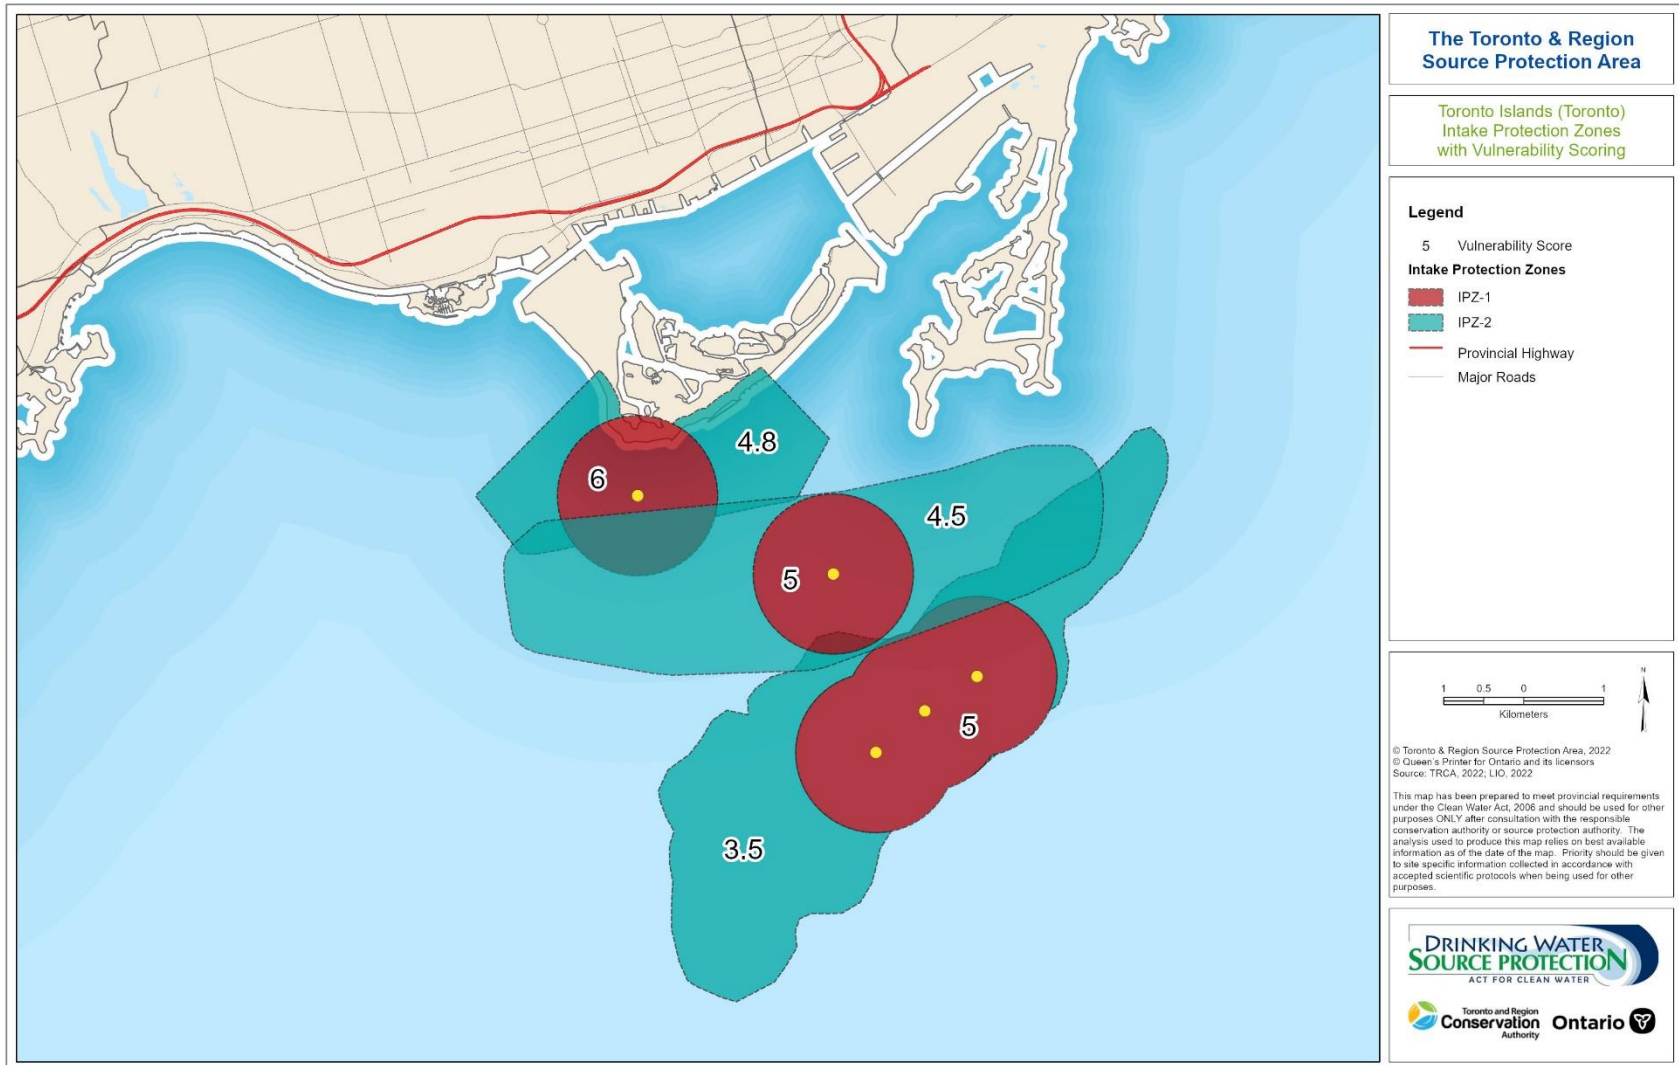 The Toronto & Region
Source Protection Area
Toronto Islands (Toronto)
Intake Protection Zones
with Vulnerability Scoring
Legend
5 Vulnerability Score
Intake Protection Zones
IPZ-1
IPZ-2
Provincial Highway
Major Roads
4.8
6
4.5
5
5
3.5
N
1 0.5 0 1
Kilometers
© Toronto & Region Source Protection Area, 2022
© Queen's Printer for Ontario and its licensors
Source: TRCA, 2022; LIO, 2022
This map has been prepared to meet provincial requirements
under the Clean Water Act, 2006 and should be used for other
purposes ONLY after consultation with the responsible
conservation authority or source protection authority. The
analysis used to produce this map relies on best available
information as of the date of the map. Priority should be given
to site specific information collected in accordance with
accepted scientific protocols when being used for other
purposes.
DRINKING WATER
SOURCE PROTECTION
ACT FOR CLEAN WATER
Toronto and Region
Conservation
Authority
Ontario